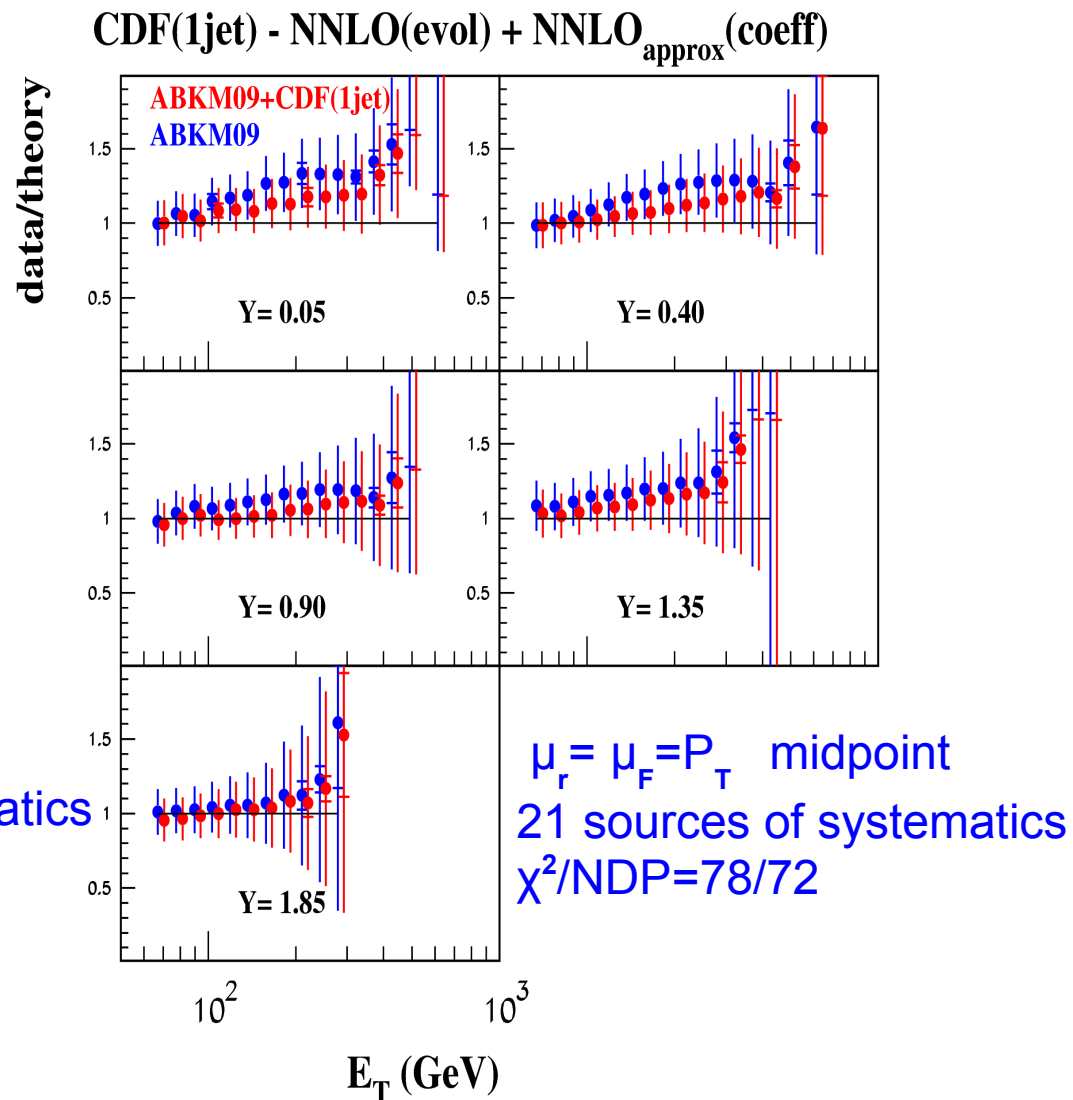 CDF(1jet) - NNLO(evol) + NNLOapprox(coeff)
data/theory
ABKM09+CDF(1jet)
ABKM09
1.5
1
0.5
Y= 0.05
1.5
1
0.5
Y= 0.40
1.5
1
0.5
Y= 0.90
1.5
1
0.5
Y= 1.35
1.5
1
0.5
Y= 1.85
atics
μr= μF=PT midpoint
21 sources of systematics
χ²/NDP=78/72
10² 10³
ET (GeV)